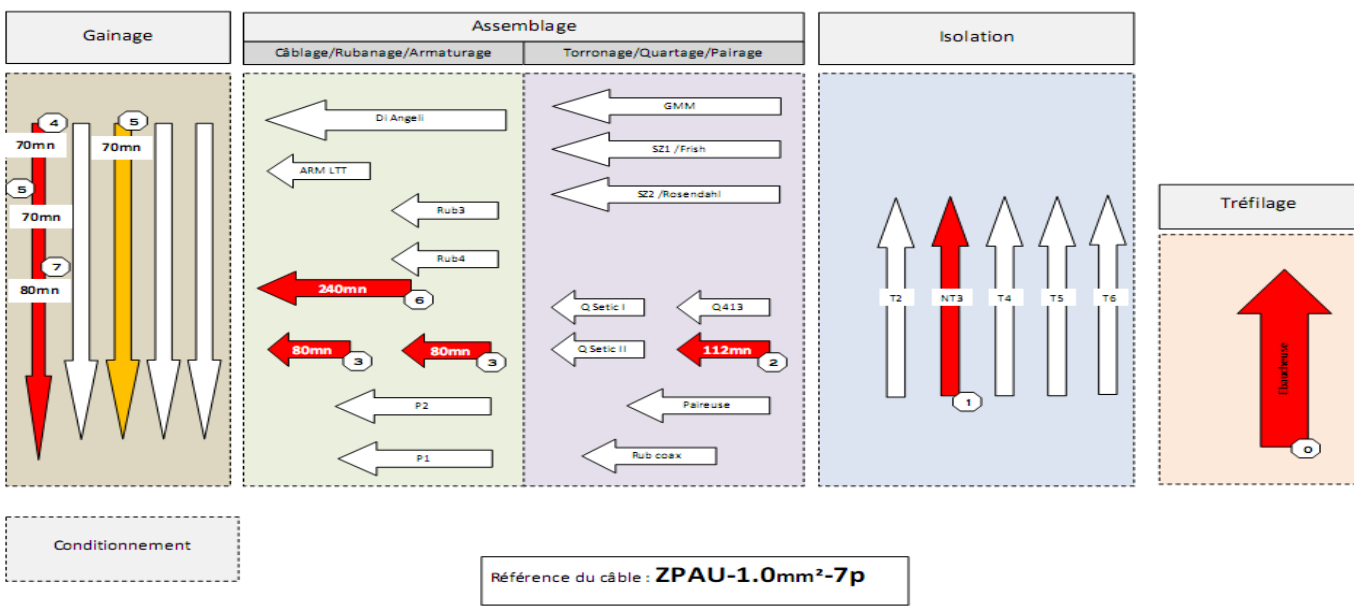 Gainage
Assemblage
Câblage/Rubanage/Armaturage
Torronage/Quartage/Pairage
Isolation
Tréfilage
4
70mn
5
70mn
5
70mn
7
80mn
Di Angeli
ARM LTT
Rub3
Rub4
240mn
6
80mn
3
80mn
3
P2
P1
GMM
SZ1 /Frish
SZ2 /Rosendahl
Q Setic I
Q413
Q Setic II
112mn
2
Paireuse
Rub coax
T2
NT3
T4
T5
T6
1
Ebaucheuse
0
Conditionnement
Référence du câble : ZPAU-1.0mm²-7p